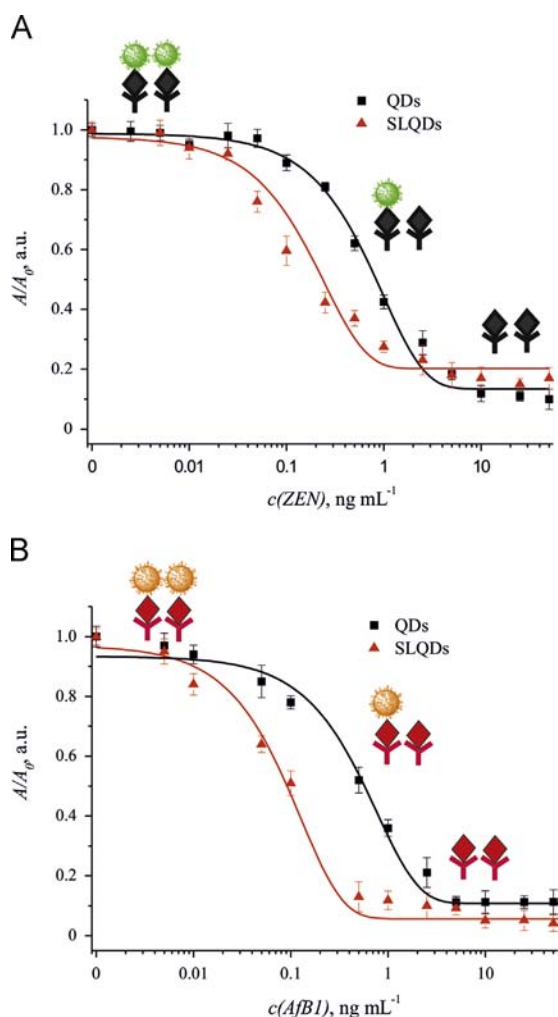 A
QDs
SLQDs
1.0
0.8
0.6
0.4
0.2
0
A/A₀, a.u.
0 0.01 0.1 1 10
c(ZEN), ng mL⁻¹
B
QDs
SLQDs
1.0
0.8
0.6
0.4
0.2
0
A/A₀, a.u.
0 0.01 0.1 1 10
c(AfB1), ng mL⁻¹